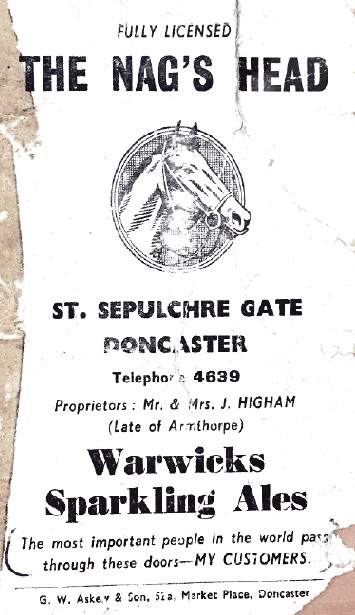 FULLY LICENSED
THE NAG'S HEAD
ST. SEPULCHRE GATE
DONCASTER
Telephone 4639
Proprietors : Mr. & Mrs. J. HIGHAM
(Late of Armthorpe)
Warwicks
Sparkling Ales
The most important people in the world pass
through these doors—MY CUSTOMERS.
G. W. Askew & Son, 52a, Market Place, Doncaster